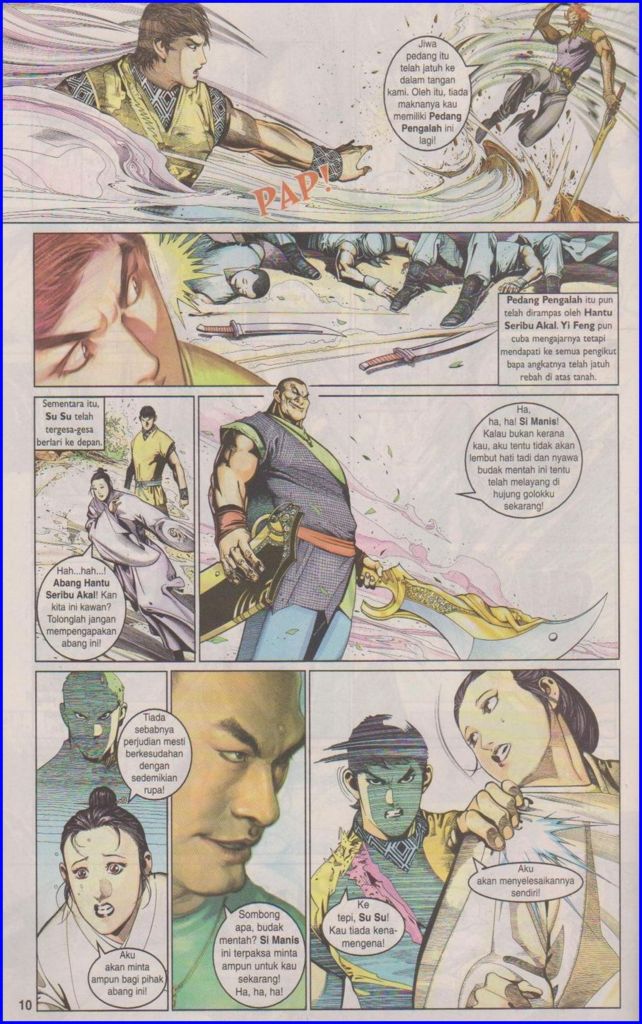 Jiwa
pedang itu
telah jatuh ke
dalam tangan
kami. Oleh itu, tiada
maknanya kau
memiliki Pedang
Pengalah ini
lagi!
PAP!
Pedang Pengalah itu pun
telah dirampas oleh Hantu
Seribu Akal. Yi Feng pun
cuba mengajarnya tetapi
mendapati ke semua pengikut
bapa angkatnya telah jatuh
rebah di atas tanah.
Sementara itu,
Su Su telah
tergesa-gesa
berlari ke depan.
Hah...hah...!
Abang Hantu
Seribu Akal! Kan
kita ini kawan?
Tolonglah jangan
mempengapakan
abang ini!
Ha,
ha, ha! Si Manis!
Kalau bukan kerana
kau, aku tentu tidak akan
lembut hati tadi dan nyawa
budak mentah ini tentu
telah melayang di
hujung golokku
sekarang!
Tiada
sebabnya
perjudian mesti
berkesudahan
dengan
sedemikian
rupa!
Aku
akan minta
ampun bagi pihak
abang ini!
Sombong
apa, budak
mentah? Si Manis
ini terpaksa minta
ampun untuk kau
sekarang!
Ha, ha, ha!
Ke
tepi, Su Su!
Kau tiada kena-
mengena!
Aku
akan menyelesaikannya
sendiri!
10